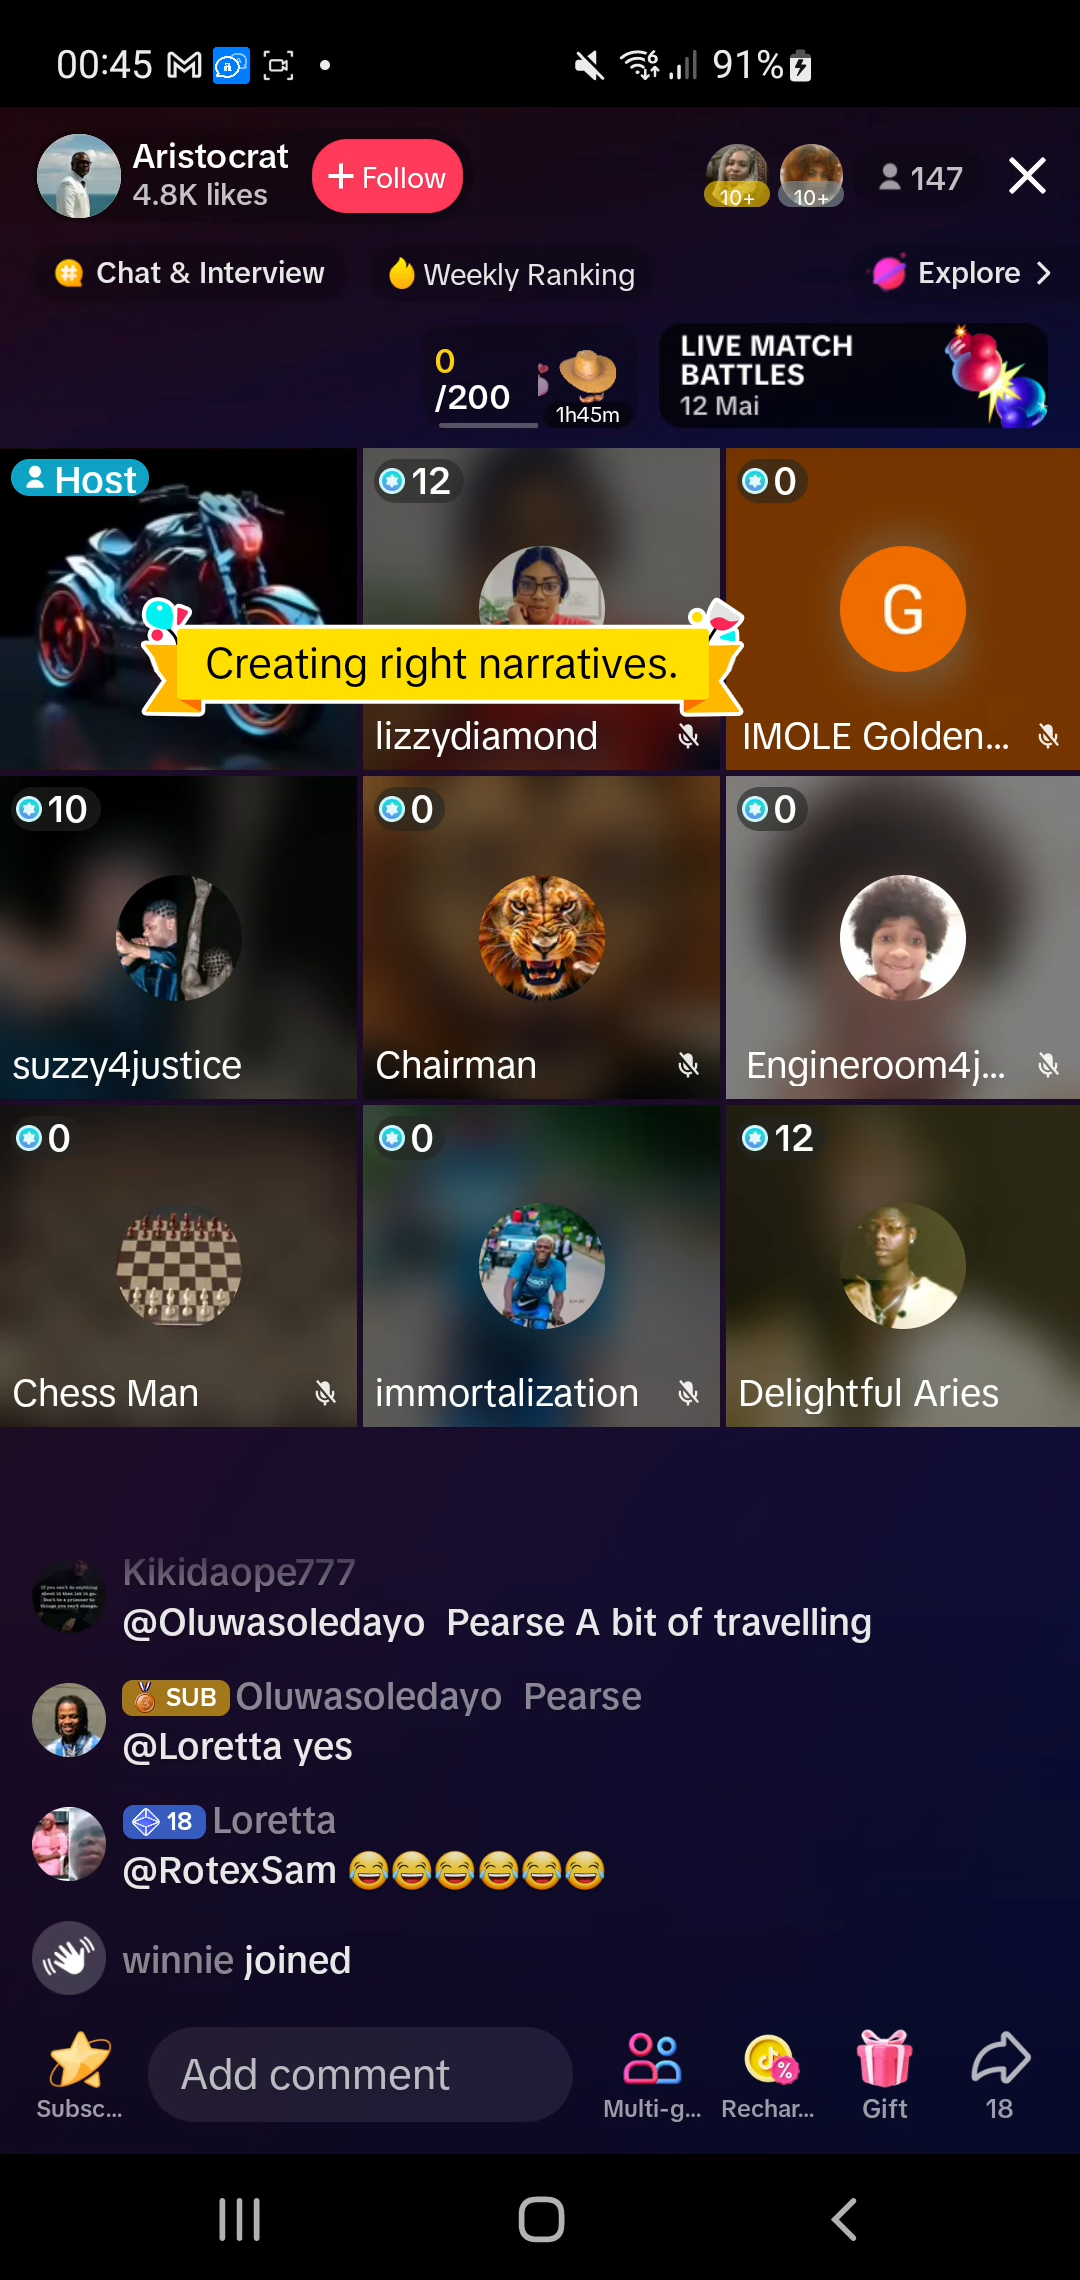 00:45
91%
Aristocrat
4.8K likes
+ Follow
10+
10+
147
Chat & Interview
Weekly Ranking
Explore
0
/200
1h45m
LIVE MATCH
BATTLES
12 Mai
Host
12
0
G
Creating right narratives.
lizzydiamond
IMOLE Golden...
10
0
0
suzzy4justice
Chairman
Engineroom4j...
0
0
12
Chess Man
immortalization
Delightful Aries
Kikidaope777
@Oluwasoledayo Pearse A bit of travelling
SUB Oluwasoledayo Pearse
@Loretta yes
18 Loretta
@RotexSam 😂😂😂😂😂😂
winnie joined
Add comment
Subsc...
Multi-g...
Rechar...
Gift
18